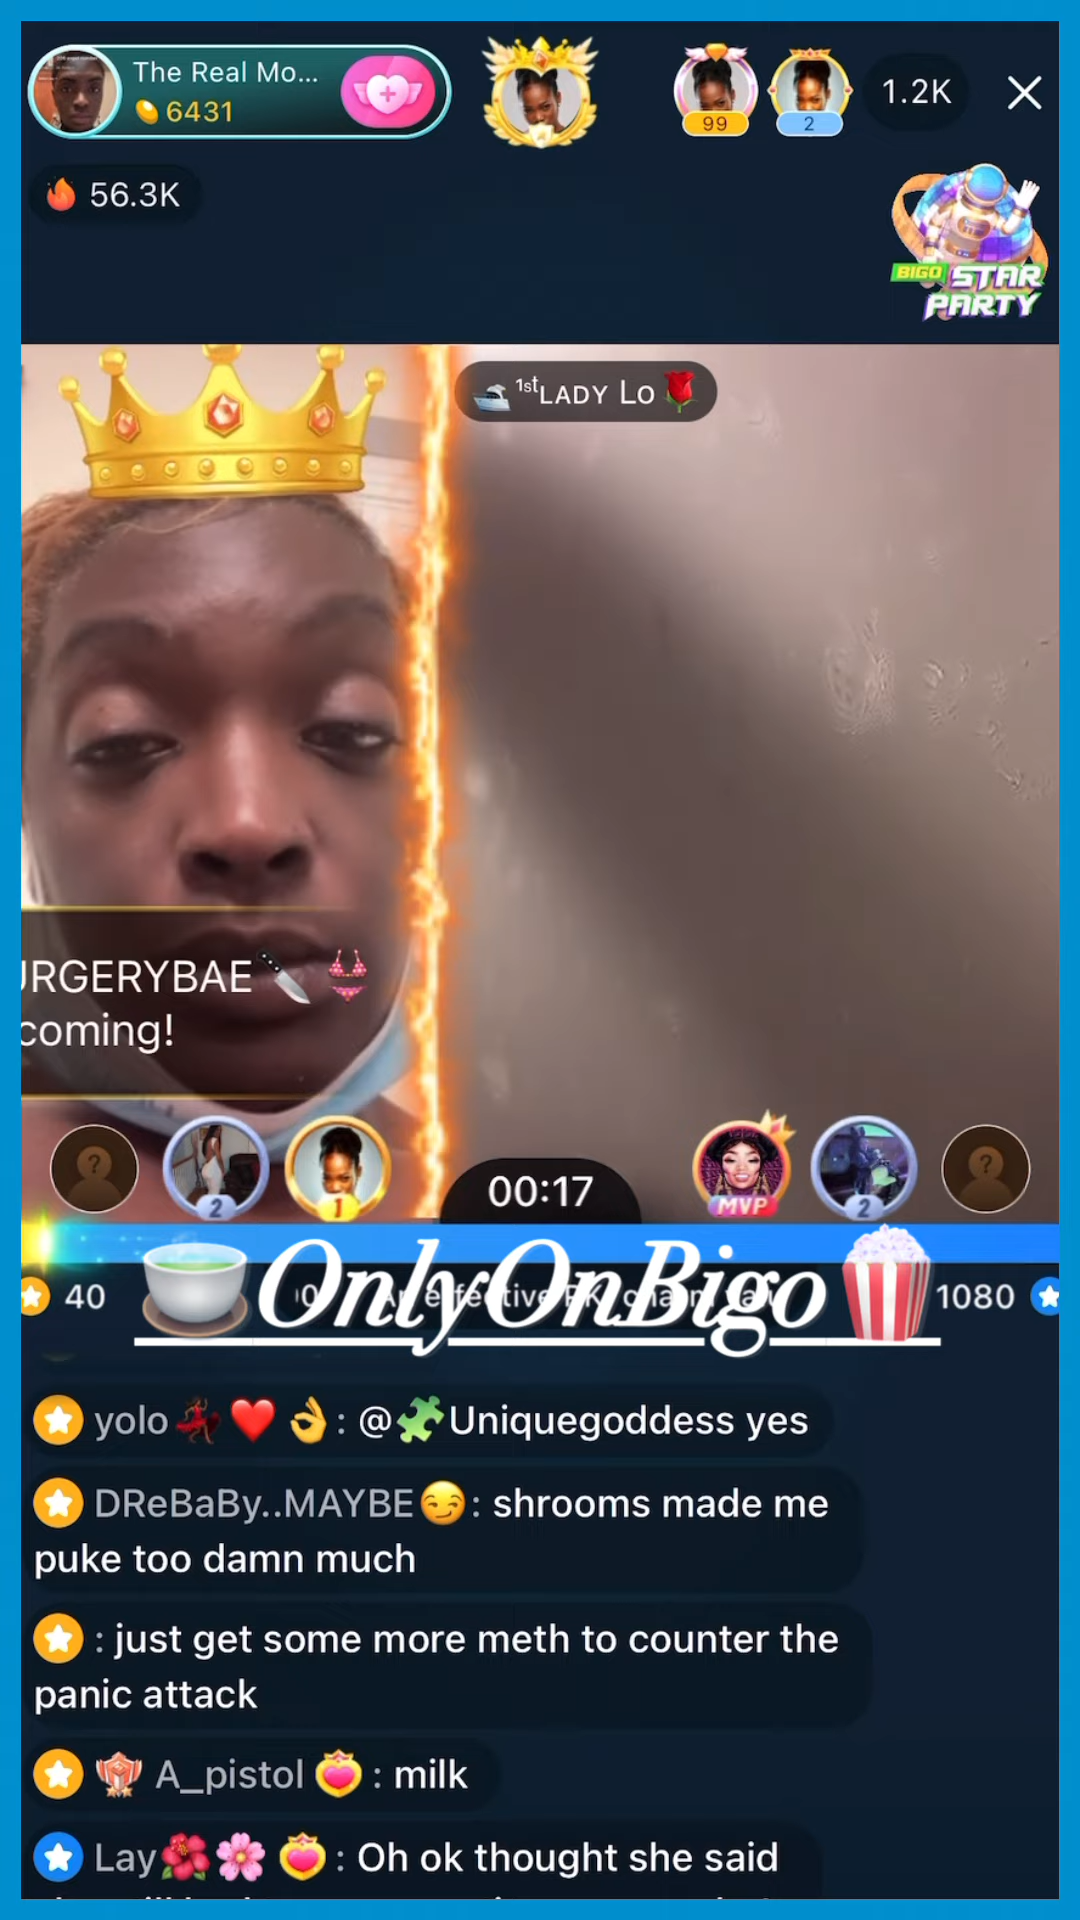 The Real Mo...
6431
99
2
1.2K
56.3K
BIGO STAR
PARTY
1stLADY LO
URGERYBAE
coming!
2
1
00:17
MVP
2
40
OnlyOnBigo
1080
yolo : @Uniquegoddess yes
DReBaBy..MAYBE : shrooms made me
puke too damn much
: just get some more meth to counter the
panic attack
A_pistol : milk
Lay : Oh ok thought she said